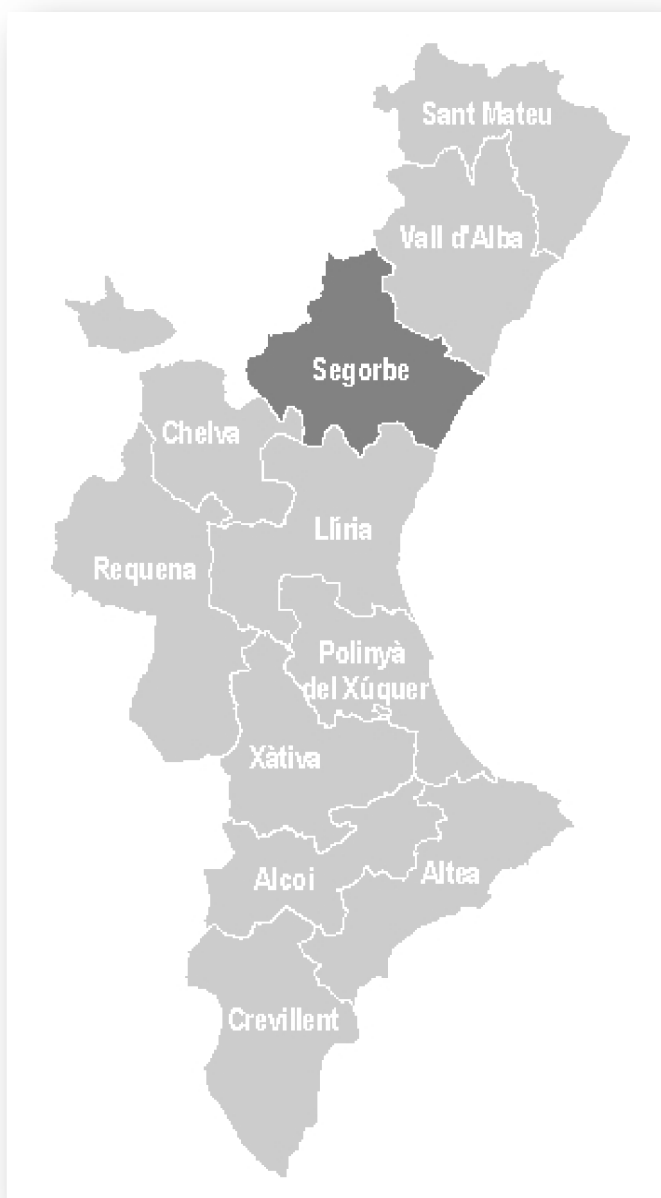 Sant Mateu
Vall d'Alba
Segorbe
Chelva
Llíria
Requena
Polinyà
del Xúquer
Xàtiva
Alcoi
Altea
Crevillent